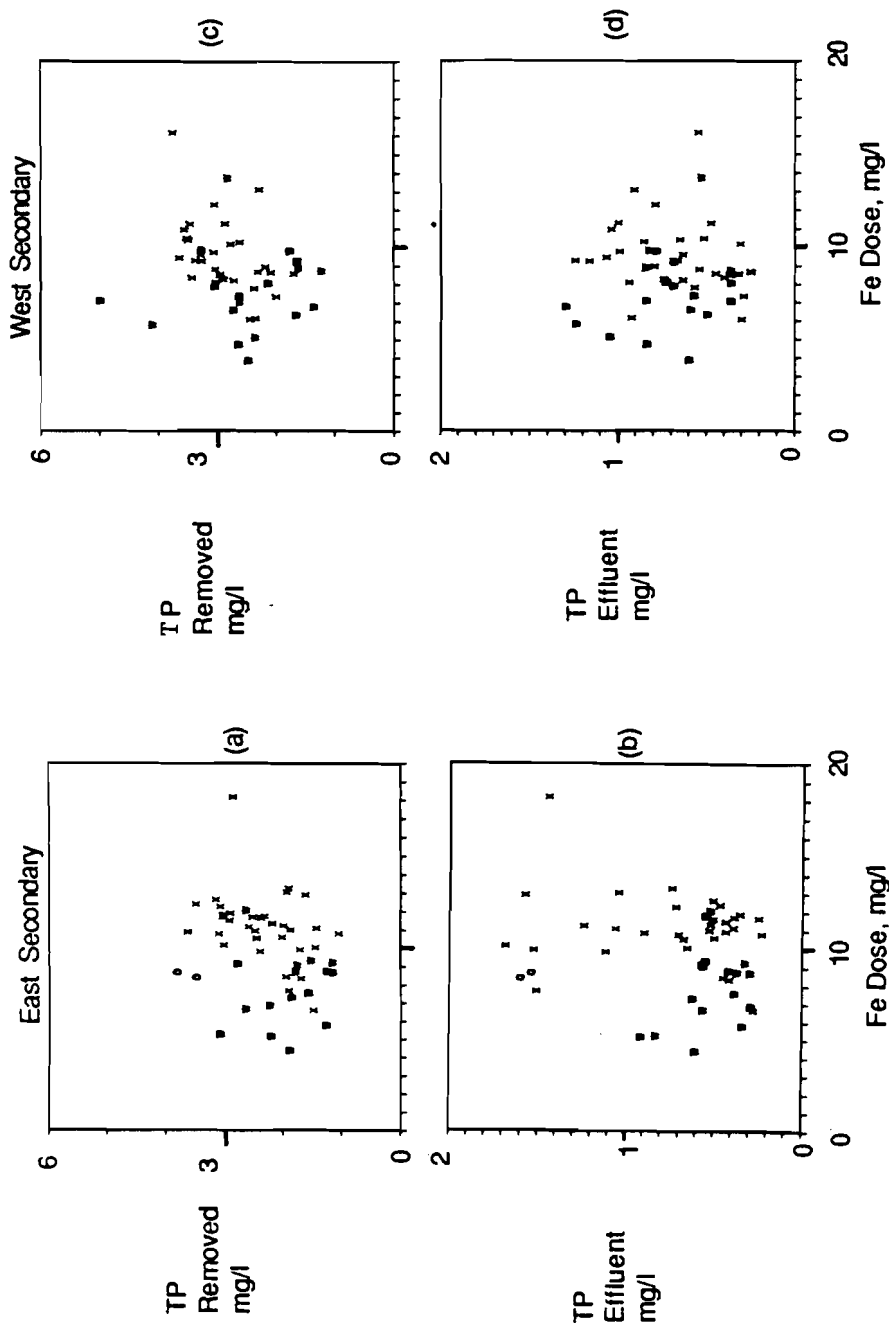 East Secondary
TP
Removed
mg/l
6
3
0
(a)
TP
Effluent
mg/l
2
1
0
0
10
20
Fe Dose, mg/l
(b)
West Secondary
TP
Removed
mg/l
6
3
0
(c)
TP
Effluent
mg/l
2
1
0
0
10
20
Fe Dose, mg/l
(d)